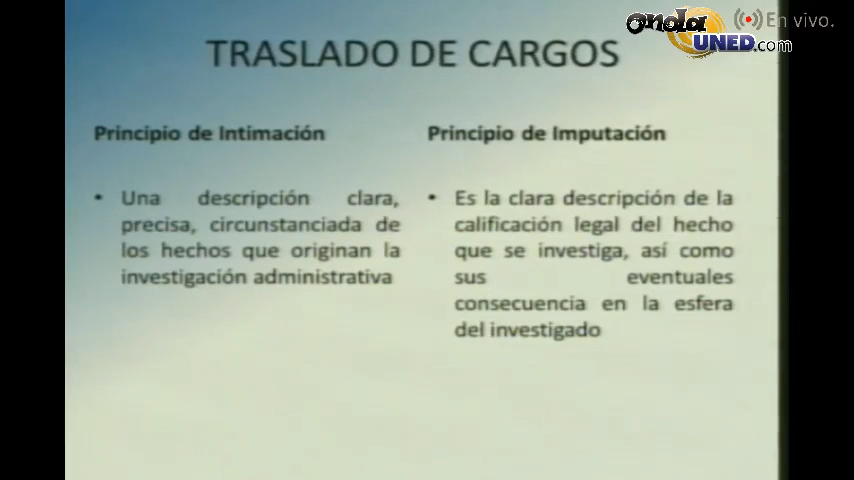 onda
UNED.com
En vivo.
TRASLADO DE CARGOS
Principio de Intimación
• Una descripción clara,
precisa, circunstanciada de
los hechos que originan la
investigación administrativa
Principio de Imputación
• Es la clara descripción de la
calificación legal del hecho
que se investiga, así como
sus eventuales
consecuencia en la esfera
del investigado